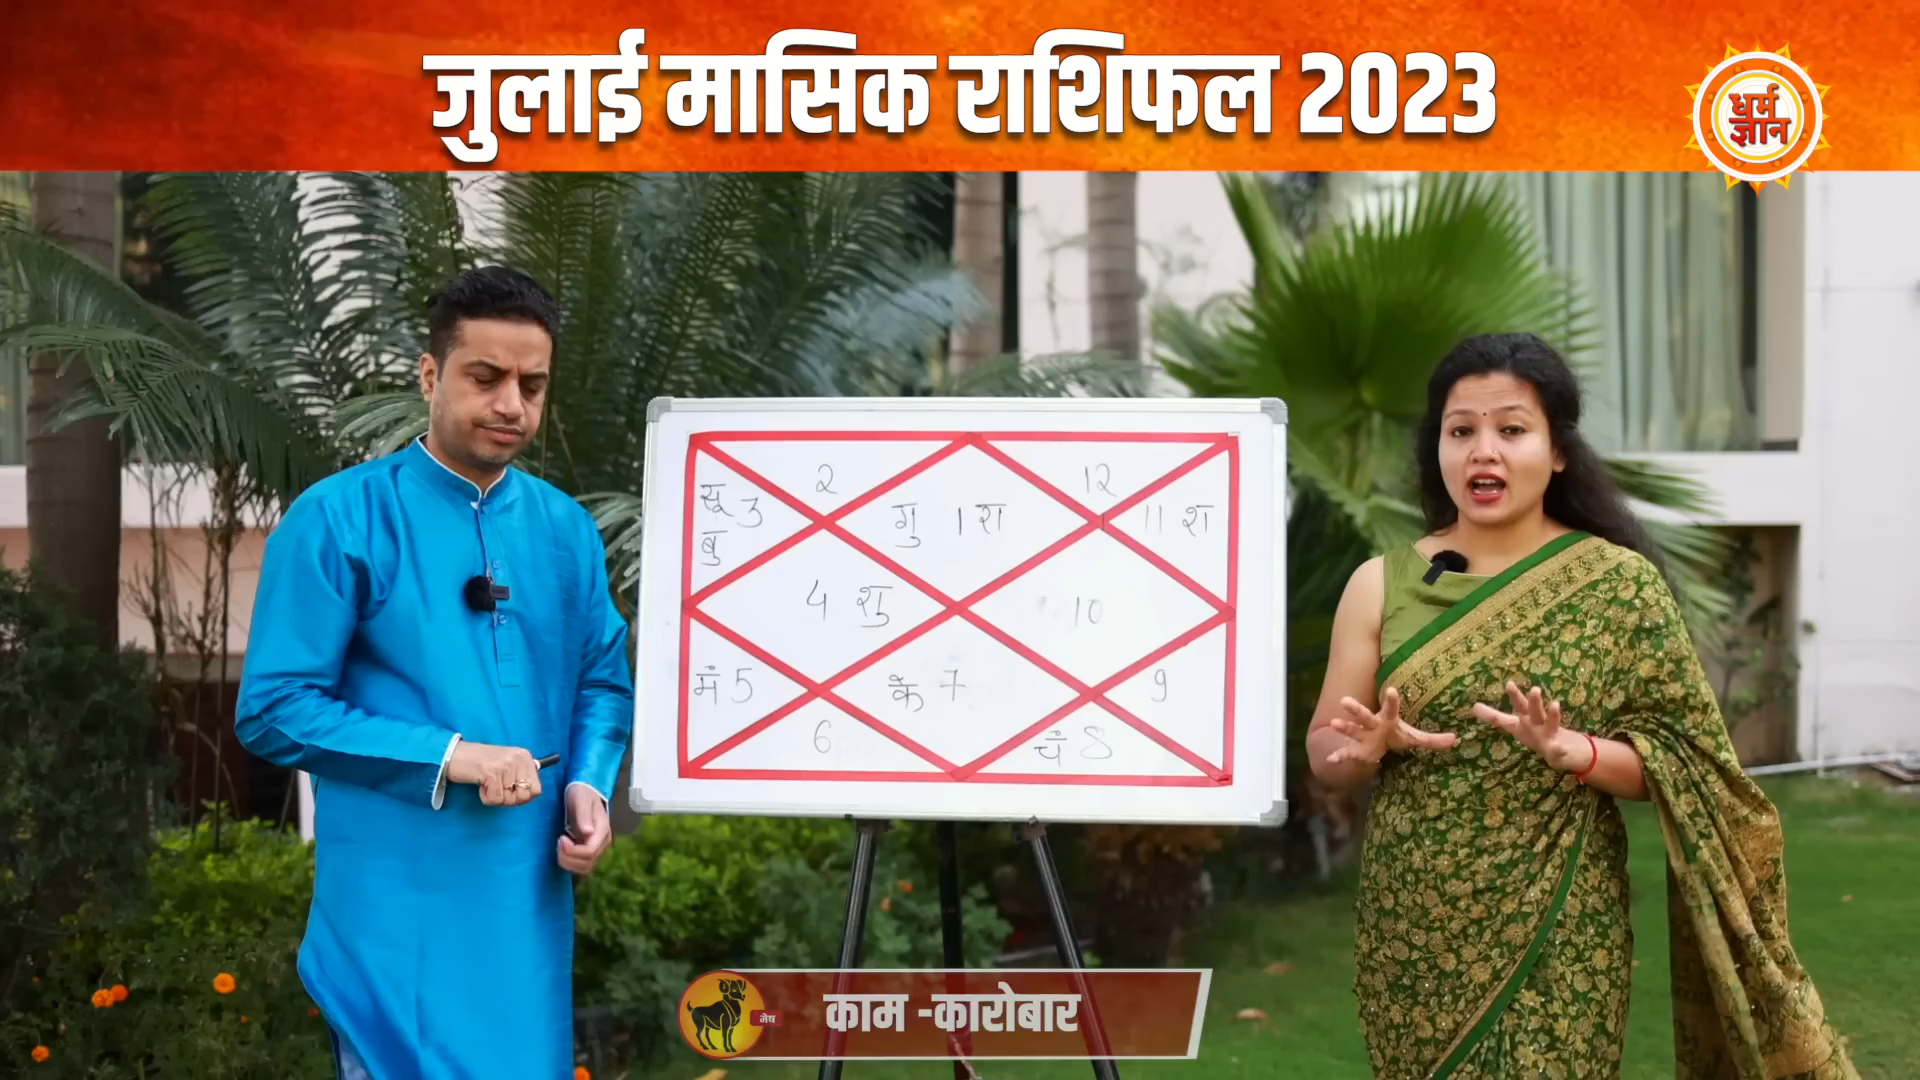 जुलाई मासिक राशिफल 2023
धर्म
ज्ञान
2
12
सू 3
बु
गु 1 रा
11 श
4 शु
10
मं 5
के 7
9
6
चं 8
मेष
काम -कारोबार